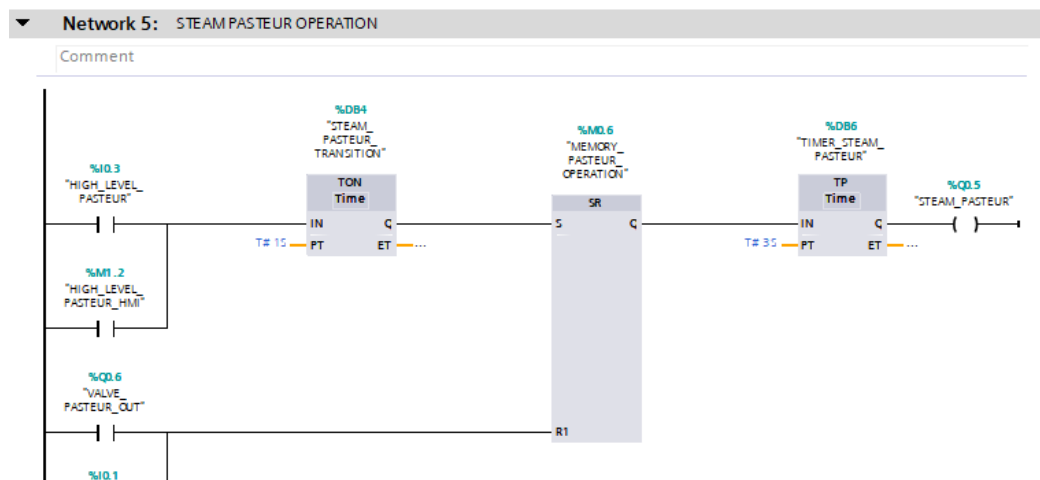 Network 5: STEAM PASTEUR OPERATION
Comment
%DB4
"STEAM_
PASTEUR_
TRANSITION"
%M0.6
"MEMORY_
PASTEUR_
OPERATION"
%DB6
"TIMER_STEAM_
PASTEUR"
%I0.3
"HIGH_LEVEL_
PASTEUR"
TON
Time
SR
TP
Time
%Q0.5
"STEAM_PASTEUR"
IN Q
S Q
IN Q
T# 1S PT ET ...
T# 3S PT ET ...
%M1.2
"HIGH_LEVEL_
PASTEUR_HMI"
%Q0.6
"VALVE_
PASTEUR_OUT"
R1
%I0.1